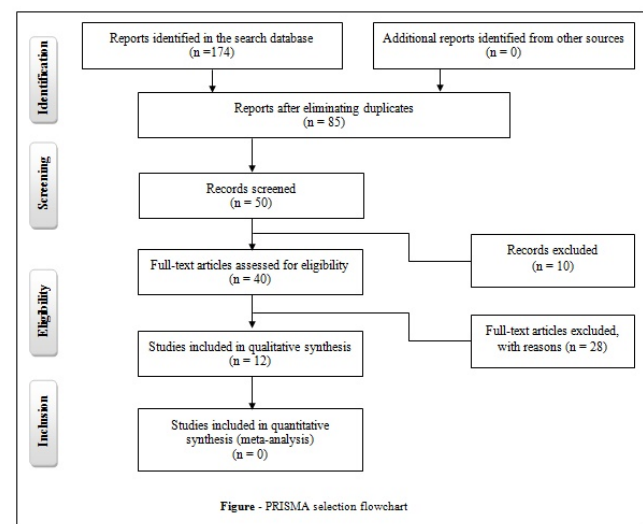 Identification
Reports identified in the search database
(n =174)
Additional reports identified from other sources
(n = 0)
Reports after eliminating duplicates
(n = 85)
Screening
Records screened
(n = 50)
Records excluded
(n = 10)
Eligibility
Full-text articles assessed for eligibility
(n = 40)
Full-text articles excluded,
with reasons (n = 28)
Studies included in qualitative synthesis
(n = 12)
Inclusion
Studies included in quantitative
synthesis (meta-analysis)
(n = 0)
Figure - PRISMA selection flowchart